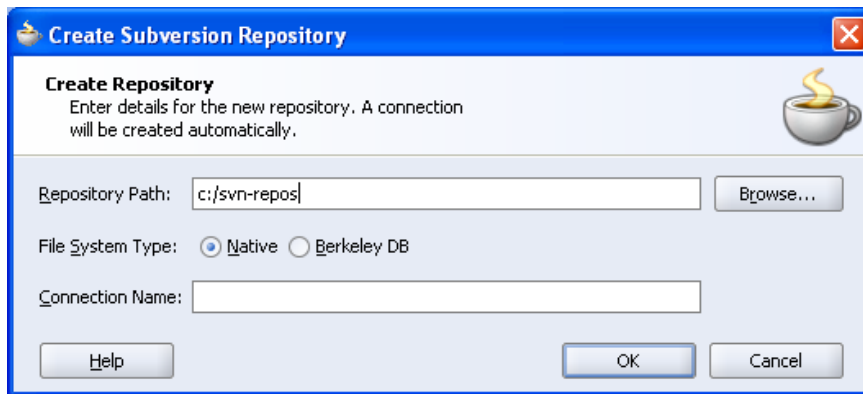 Create Subversion Repository
Create Repository
Enter details for the new repository. A connection
will be created automatically.
Repository Path: c:/svn-repos Browse...
File System Type: Native Berkeley DB
Connection Name:
Help OK Cancel